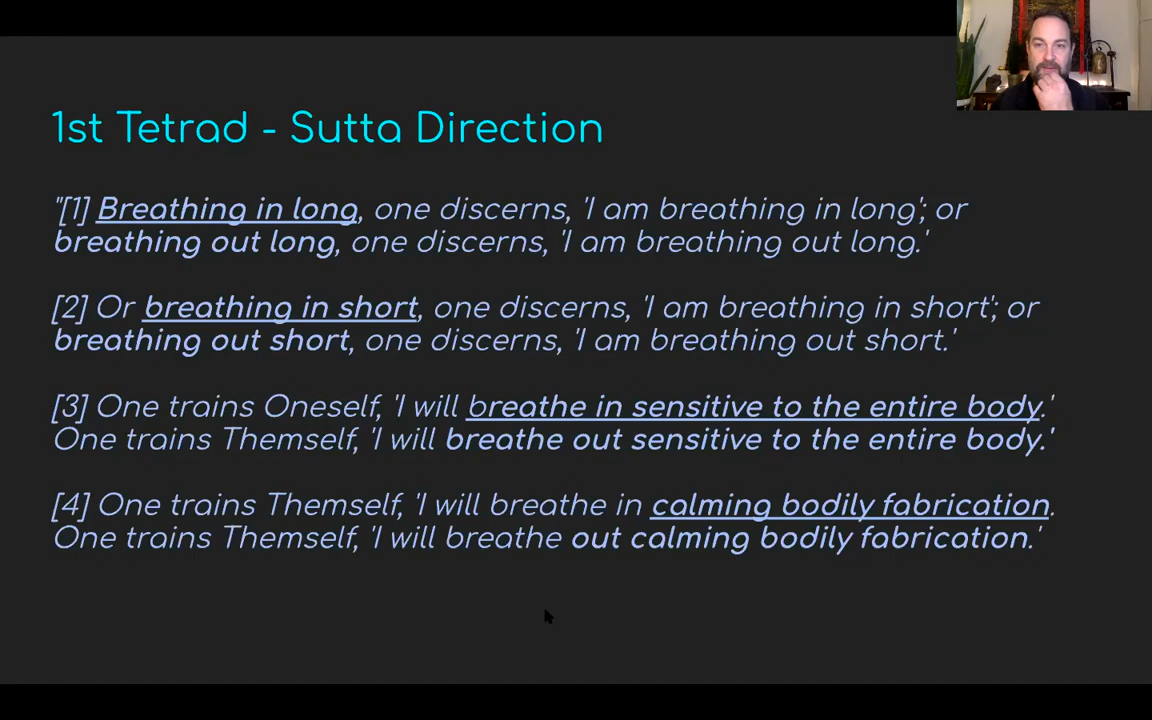 1st Tetrad - Sutta Direction
"[1] Breathing in long, one discerns, 'I am breathing in long'; or
breathing out long, one discerns, 'I am breathing out long.'
[2] Or breathing in short, one discerns, 'I am breathing in short'; or
breathing out short, one discerns, 'I am breathing out short.'
[3] One trains Oneself, 'I will breathe in sensitive to the entire body.'
One trains Themself, 'I will breathe out sensitive to the entire body.'
[4] One trains Themself, 'I will breathe in calming bodily fabrication.
One trains Themself, 'I will breathe out calming bodily fabrication.'